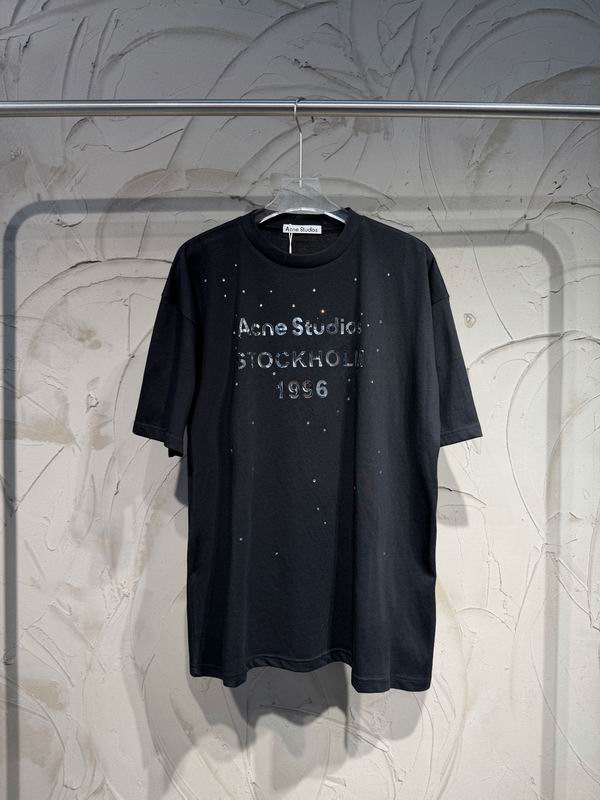 Acne Studios
Acne Studios
STOCKHOLM
1996